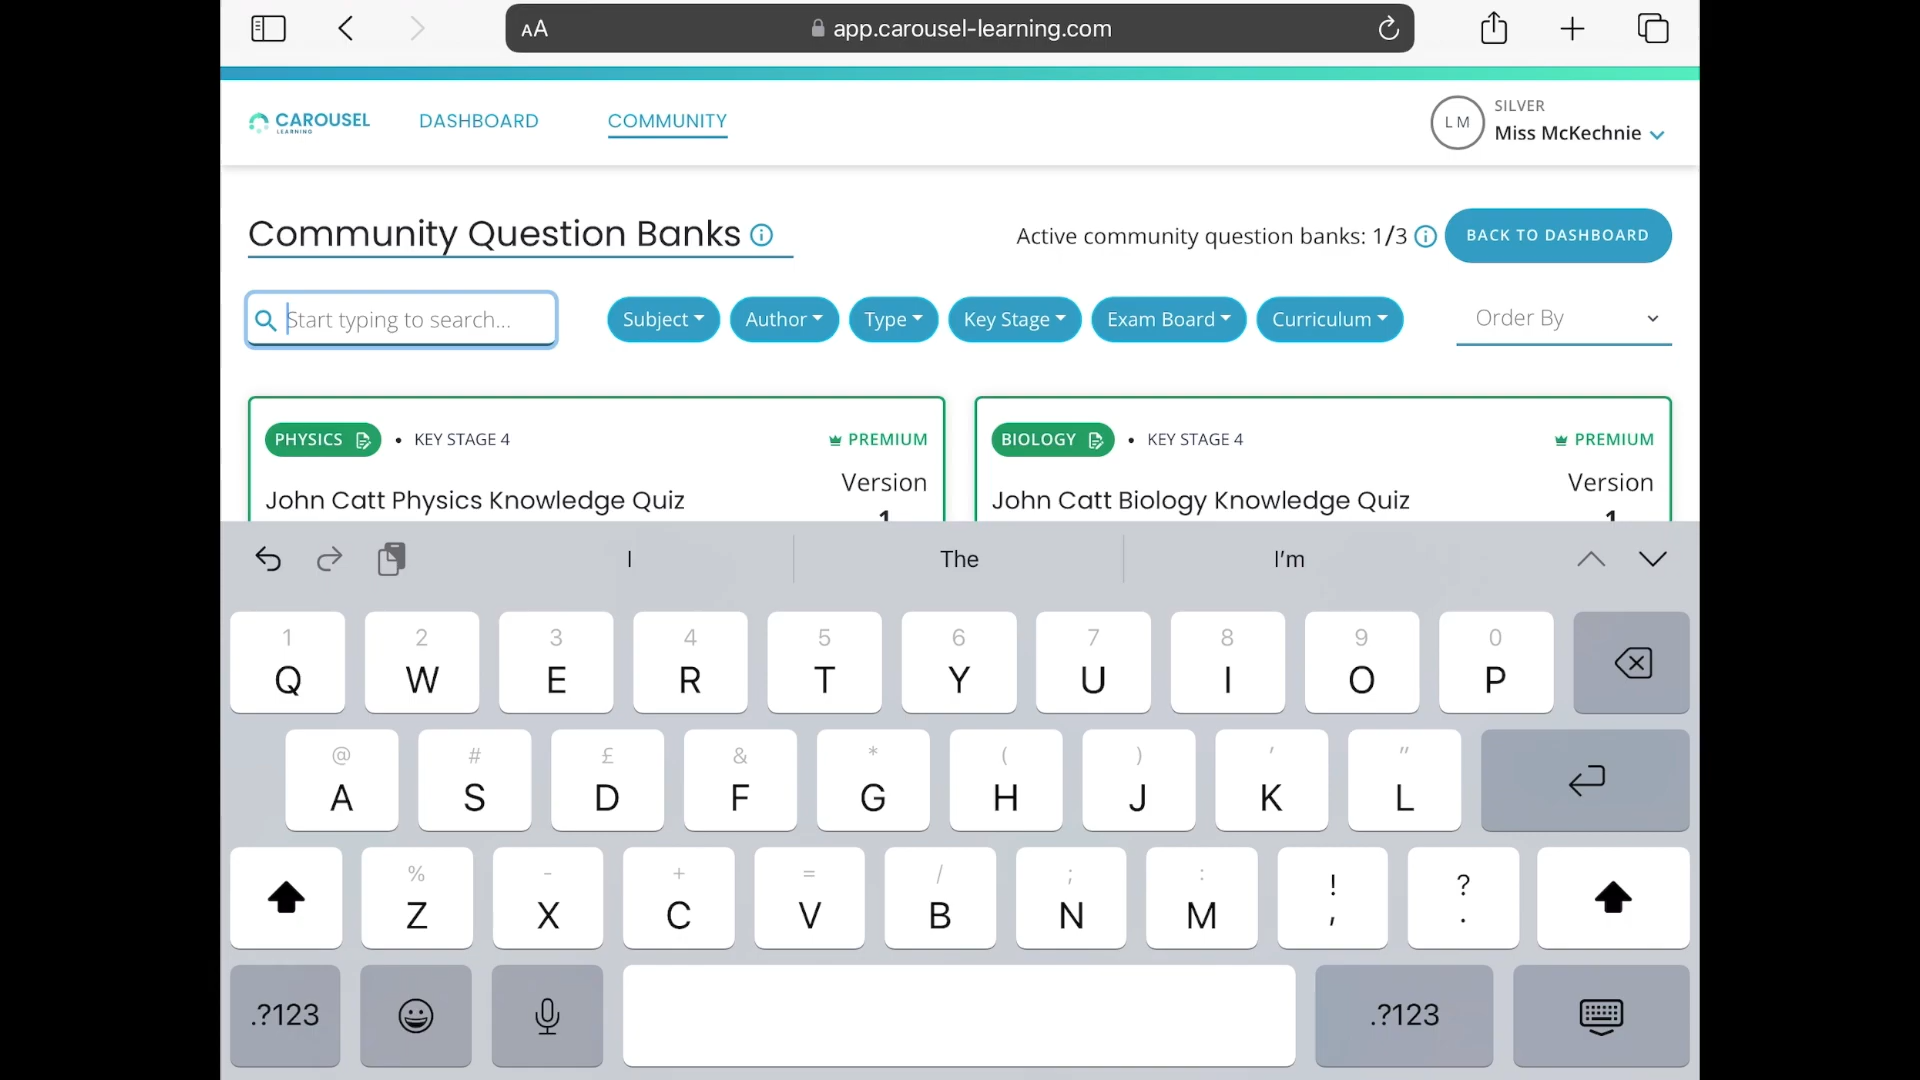 AA app.carousel-learning.com
CAROUSEL
LEARNING
DASHBOARD
COMMUNITY
L M
SILVER
Miss McKechnie
Community Question Banks
Active community question banks: 1/3
BACK TO DASHBOARD
Start typing to search...
Subject
Author
Type
Key Stage
Exam Board
Curriculum
Order By
PHYSICS • KEY STAGE 4 PREMIUM
John Catt Physics Knowledge Quiz
Version
1
BIOLOGY • KEY STAGE 4 PREMIUM
John Catt Biology Knowledge Quiz
Version
1
I The I'm
1 2 3 4 5 6 7 8 9 0
Q W E R T Y U I O P
@ # £ & * ( ) ' "
A S D F G H J K L
% - + = / ; : ! ?
Z X C V B N M , .
.?123 .?123